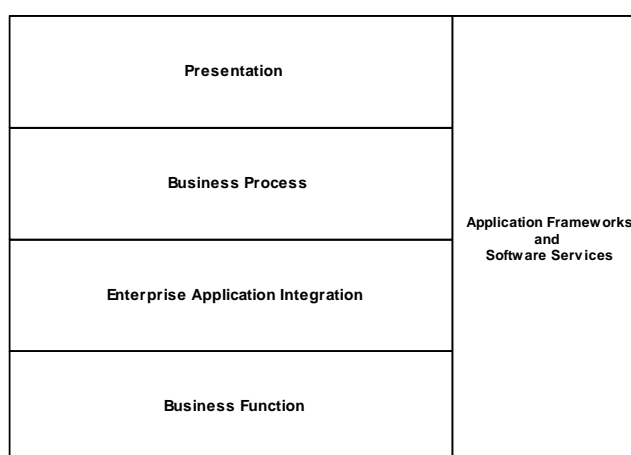 Presentation
Business Process
Application Frameworks
and
Software Services
Enterprise Application Integration
Business Function